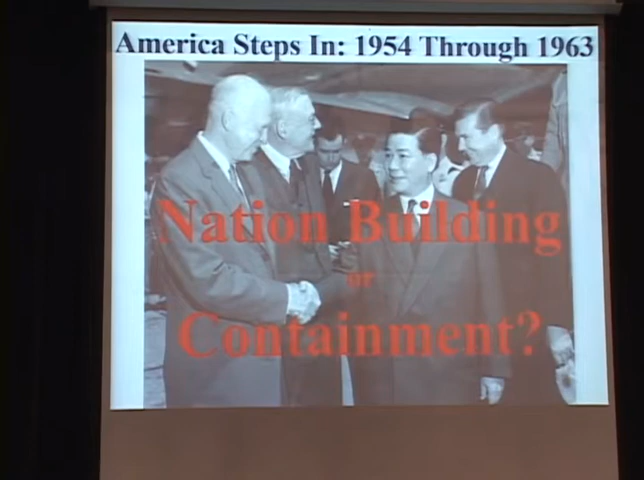 America Steps In: 1954 Through 1963
Nation Building
or
Containment?